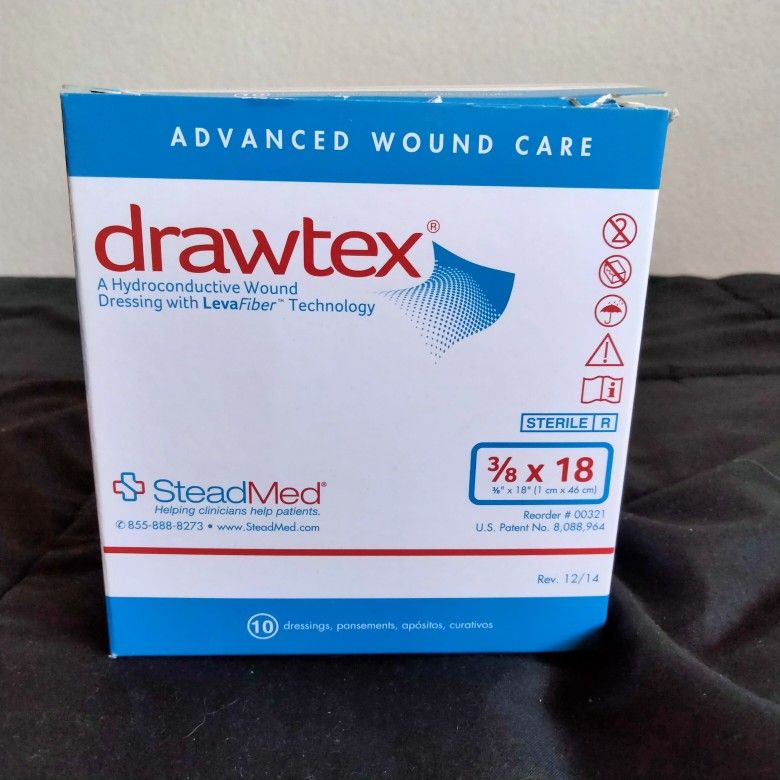 ADVANCED WOUND CARE
drawtex®
A Hydroconductive Wound
Dressing with LevaFiber™ Technology
2
i
STERILE R
3/8 x 18
3/8" x 18" (1 cm x 46 cm)
Reorder # 00321
U.S. Patent No. 8,088,964
SteadMed®
Helping clinicians help patients.
✆ 855-888-8273 • www.SteadMed.com
Rev. 12/14
10 dressings, pansements, apósitos, curativos